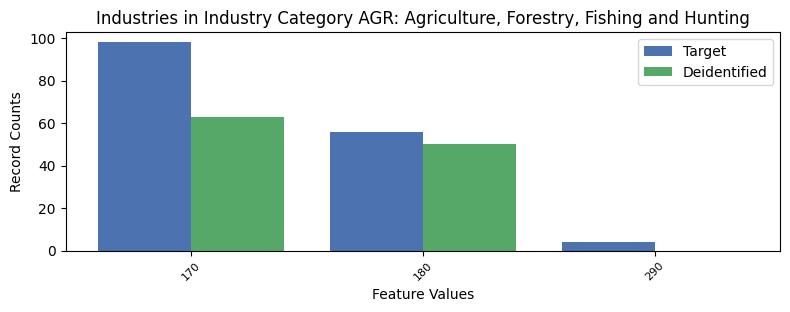 Industries in Industry Category AGR: Agriculture, Forestry, Fishing and Hunting
Target
Deidentified
Record Counts
100
80
60
40
20
0
170
180
290
Feature Values